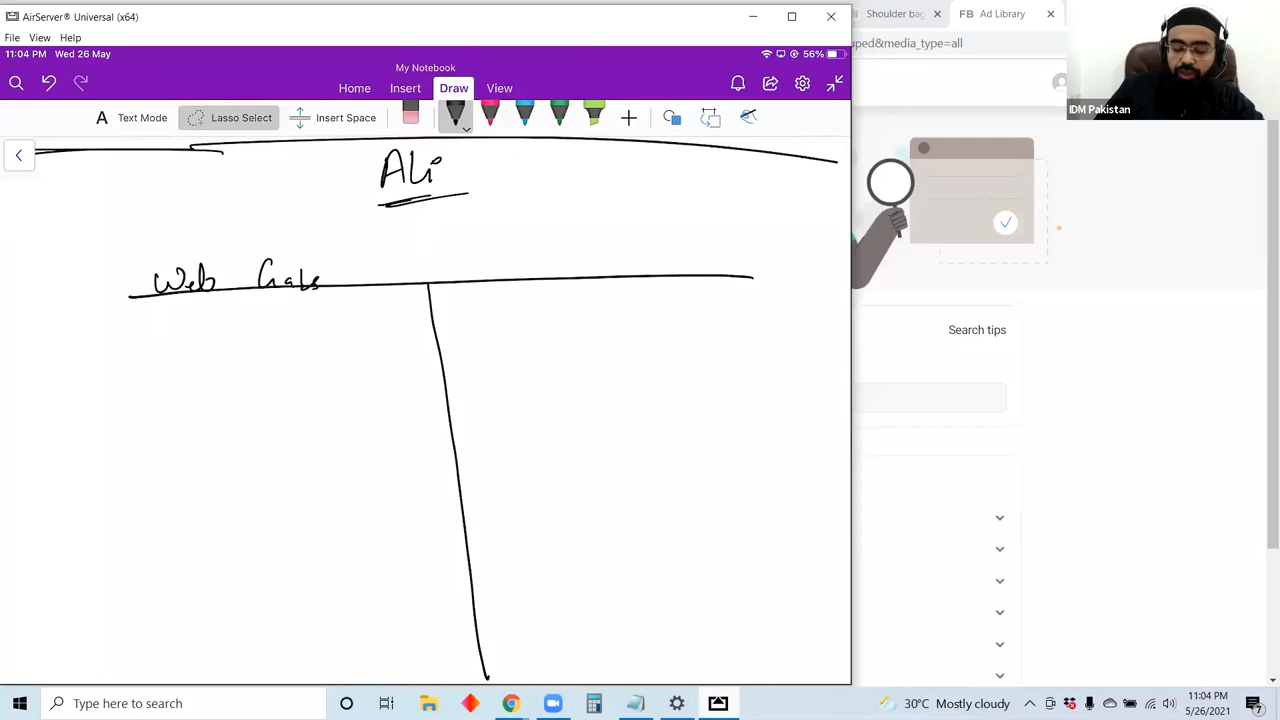 AirServer® Universal (x64)
File View Help
11:04 PM Wed 26 May
56%
My Notebook
Home Insert Draw View
A Text Mode Lasso Select Insert Space
Ali
Web
Shoulder bag
FB Ad Library
uped&media_type=all
IDM Pakistan
Search tips
Type here to search
30°C Mostly cloudy
11:04 PM
5/26/2021
7